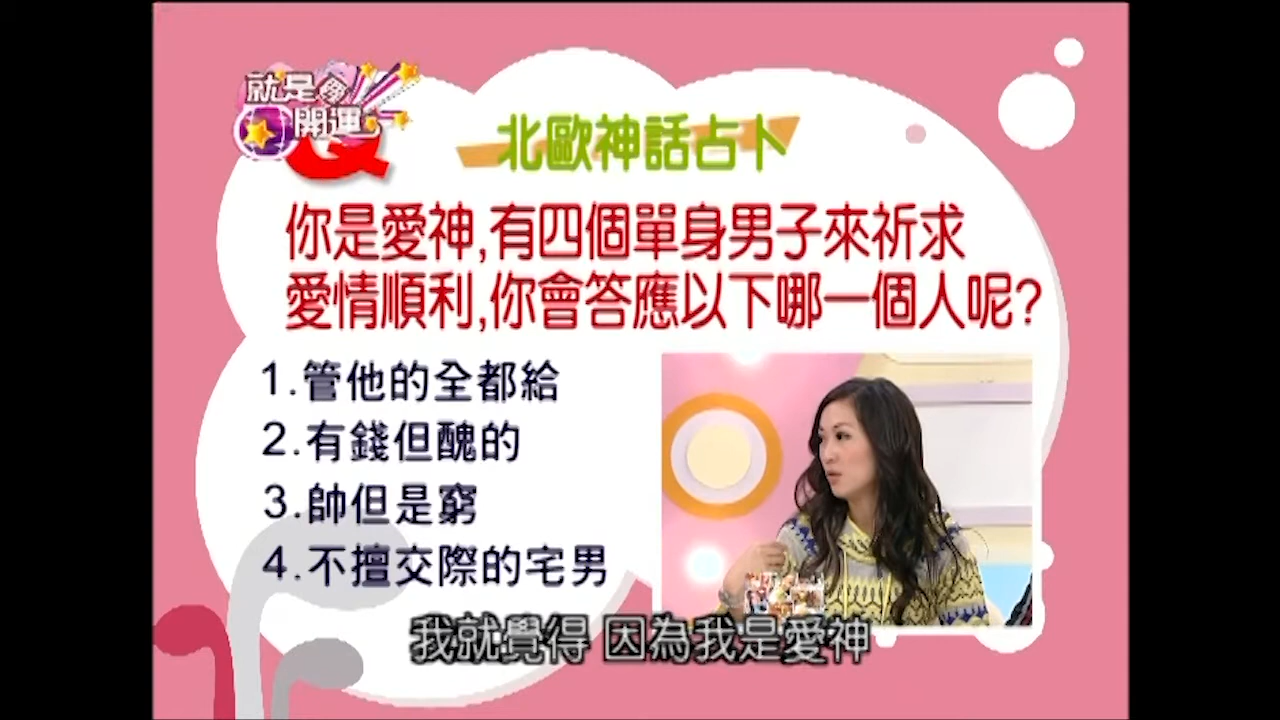 就是
開運
Q
北歐神話占卜
你是愛神,有四個單身男子來祈求
愛情順利,你會答應以下哪一個人呢?
1.管他的全都給
2.有錢但醜的
3.帥但是窮
4.不擅交際的宅男
我就覺得 因為我是愛神